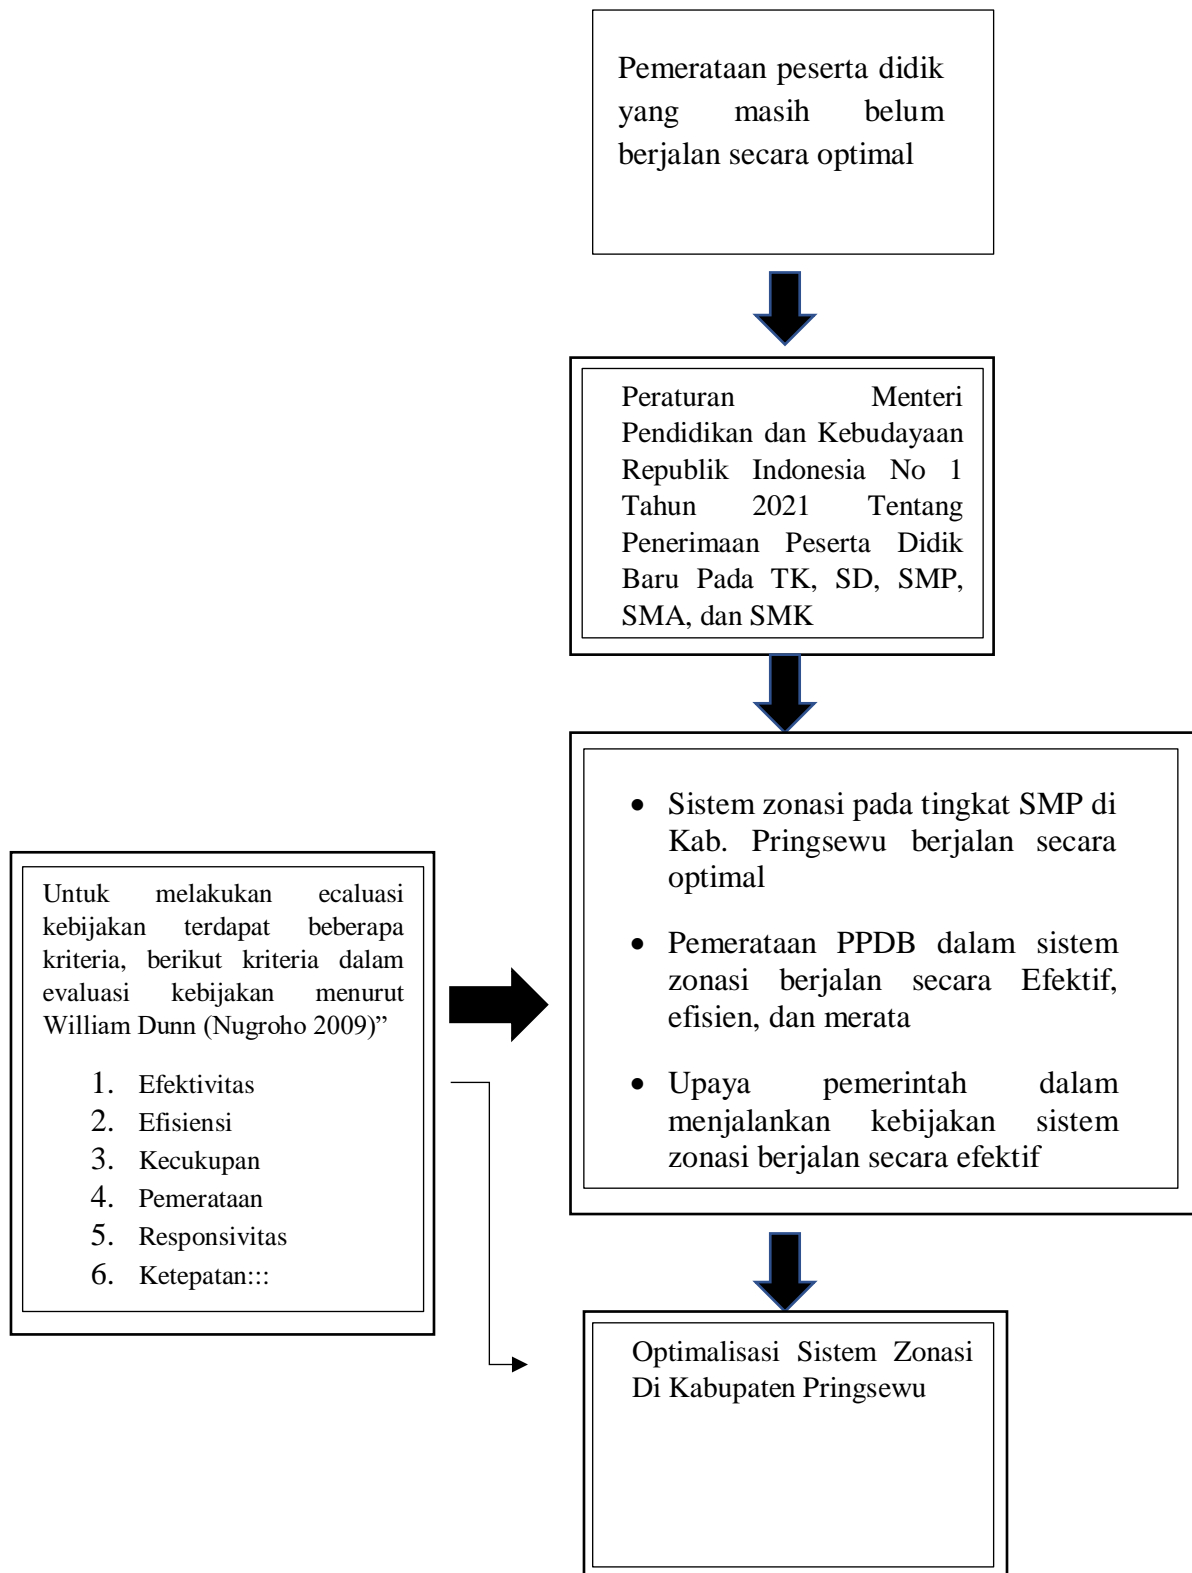 Pemerataan peserta didik
yang masih belum
berjalan secara optimal
Peraturan Menteri
Pendidikan dan Kebudayaan
Republik Indonesia No 1
Tahun 2021 Tentang
Penerimaan Peserta Didik
Baru Pada TK, SD, SMP,
SMA, dan SMK
• Sistem zonasi pada tingkat SMP di
Kab. Pringsewu berjalan secara
optimal
• Pemerataan PPDB dalam sistem
zonasi berjalan secara Efektif,
efisien, dan merata
• Upaya pemerintah dalam
menjalankan kebijakan sistem
zonasi berjalan secara efektif
Untuk melakukan ecaluasi
kebijakan terdapat beberapa
kriteria, berikut kriteria dalam
evaluasi kebijakan menurut
William Dunn (Nugroho 2009)”
1. Efektivitas
2. Efisiensi
3. Kecukupan
4. Pemerataan
5. Responsivitas
6. Ketepatan:::
Optimalisasi Sistem Zonasi
Di Kabupaten Pringsewu